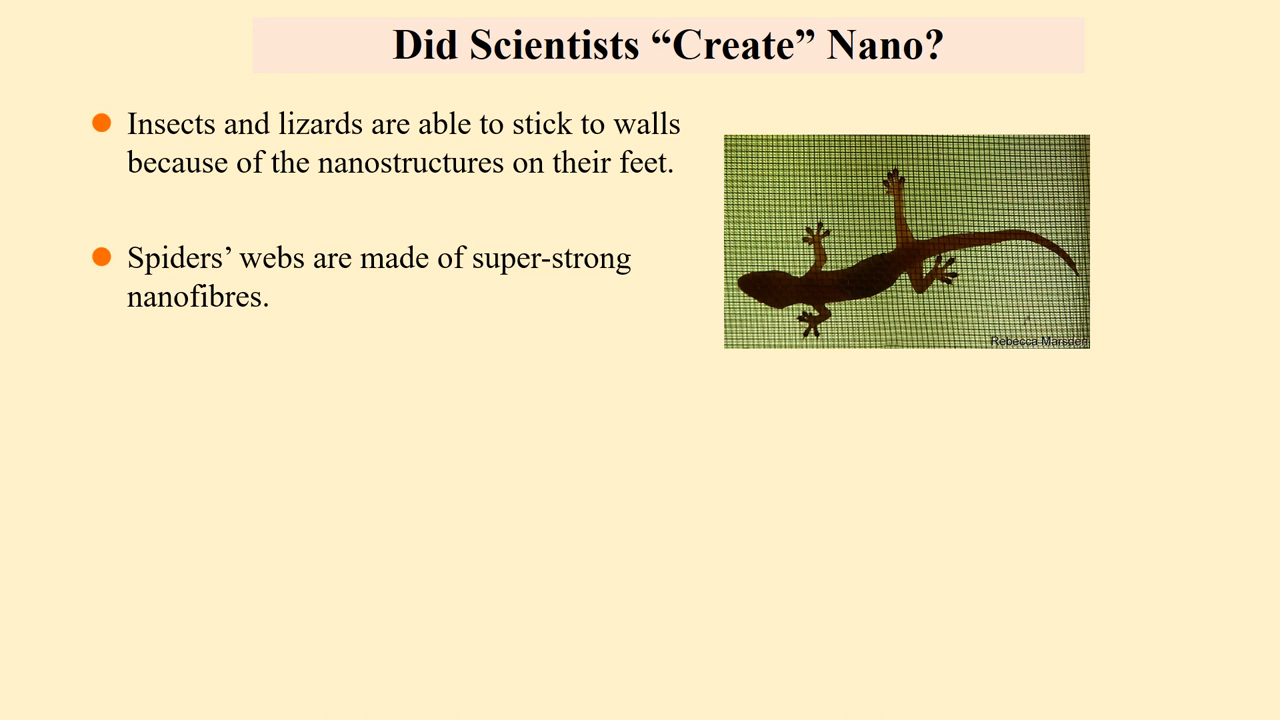 Did Scientists “Create” Nano?
Insects and lizards are able to stick to walls
because of the nanostructures on their feet.
Spiders’ webs are made of super-strong
nanofibres.
Rebecca Marsden